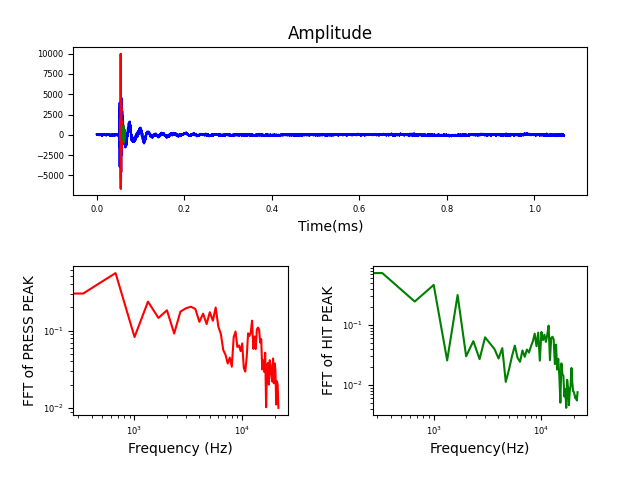 Amplitude
10000
7500
5000
2500
0
−2500
−5000
0.0 0.2 0.4 0.6 0.8 1.0
Time(ms)
FFT of PRESS PEAK
10⁻¹
10⁻²
10³ 10⁴
Frequency (Hz)
FFT of HIT PEAK
10⁻¹
10⁻²
10³ 10⁴
Frequency(Hz)